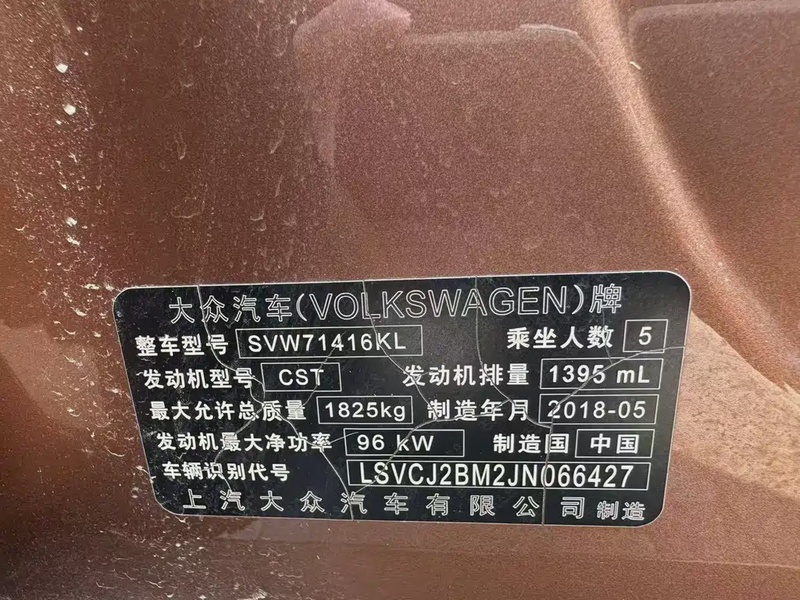 大众汽车(VOLKSWAGEN)牌
整车型号 SVW71416KL 乘坐人数 5
发动机型号 CST 发动机排量 1395 mL
最大允许总质量 1825kg 制造年月 2018-05
发动机最大净功率 96 kW 制造国 中国
车辆识别代号 LSVCJ2BM2JN066427
上汽大众汽车有限公司 制造